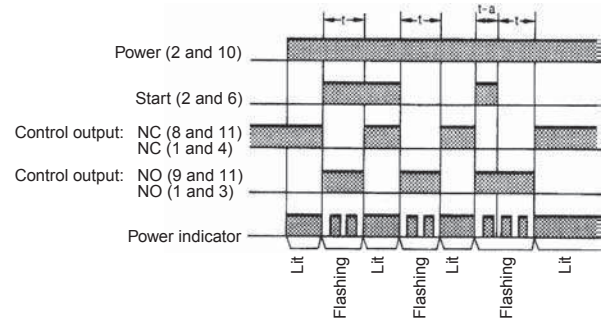 t-a
t t t
Power (2 and 10)
Start (2 and 6)
Control output: NC (8 and 11)
NC (1 and 4)
Control output: NO (9 and 11)
NO (1 and 3)
Power indicator
Lit Flashing Lit Flashing Lit Flashing Lit